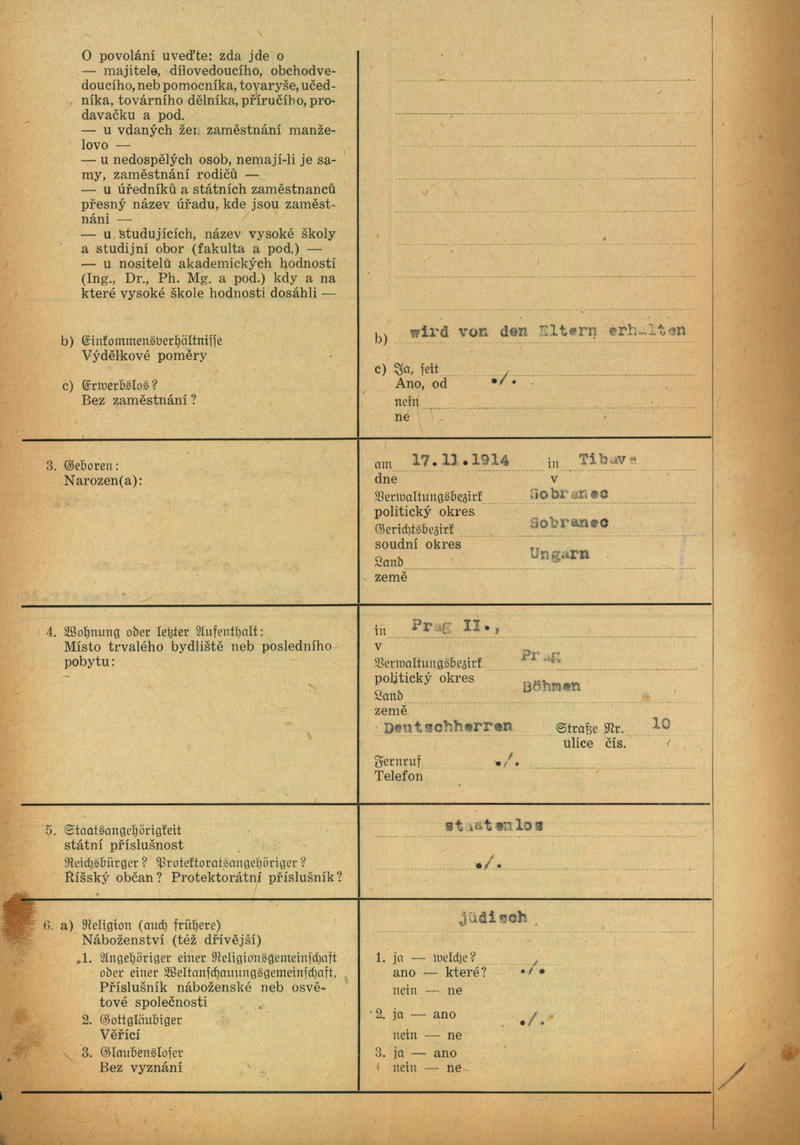 O povolání uveďte: zda jde o
— majitele, dílovedoucího, obchodve-
doucího, neb pomocníka, tovaryše, učed-
níka, továrního dělníka, příručího, pro-
davačku a pod.
— u vdaných žen zaměstnání manže-
lovo —
— u nedospělých osob, nemají-li je sa-
my, zaměstnání rodičů —
— u úředníků a státních zaměstnanců
přesný název úřadu, kde jsou zaměst-
náni —
— u studujících, název vysoké školy
a studijní obor (fakulta a pod.) —
— u nositelů akademických hodností
(Ing., Dr., Ph. Mg. a pod.) kdy a na
které vysoké škole hodnosti dosáhli —
b) Einkommensverhältnisse
Výdělkové poměry
b) wird von den Eltern erhalten
c) Erwerbslos?
Bez zaměstnání?
c) Ja, seit
Ano, od ./.
nein
ne
3. Geboren:
Narozen(a):
am 17.11.1914 in Tibava
dne v
Verwaltungsbezirk Sobranec
politický okres
Gerichtsbezirk Sobranec
soudní okres
Land Ungarn
země
4. Wohnung oder letzter Aufenthalt:
Místo trvalého bydliště neb posledního
pobytu:
in Prag II.,
v
Verwaltungsbezirk Prag
politický okres
Land Böhmen
země
Deutschherren Straße Nr. 10
ulice čís.
Fernruf ./.
Telefon
5. Staatsangehörigkeit
státní příslušnost
staatenlos
Reichsbürger? Protektoratsangehöriger?
Říšský občan? Protektorátní příslušník?
./.
6. a) Religion (auch frühere)
Náboženství (též dřívější)
jüdisch
1. Angehöriger einer Religionsgemeinschaft
oder einer Weltanschauungsgemeinschaft,
Příslušník náboženské neb osvě-
tové společnosti
1. ja — welche?
ano — které? ./.
nein — ne
2. Gottgläubiger
Věřící
2. ja — ano ./.
nein — ne
3. Glaubensloser
Bez vyznání
3. ja — ano
nein — ne